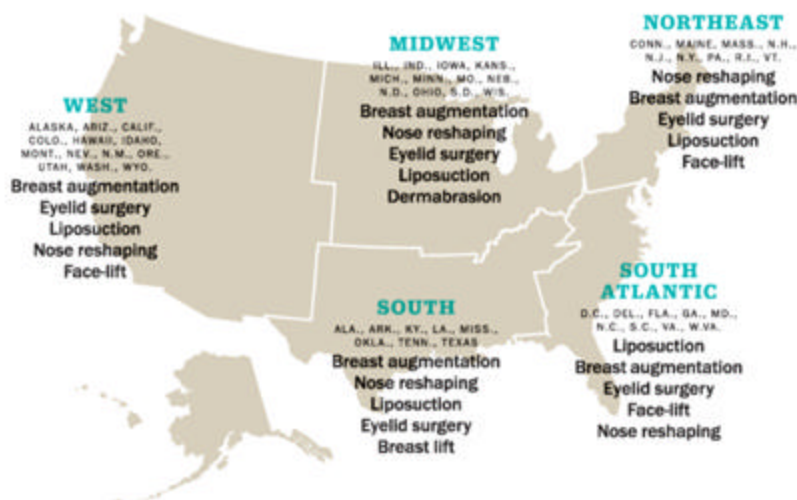 NORTHEAST
CONN., MAINE, MASS., N.H.,
N.J., N.Y., PA., R.I., VT.
Nose reshaping
Breast augmentation
Eyelid surgery
Liposuction
Face-lift
MIDWEST
ILL., IND., IOWA, KANS.,
MICH., MINN., MO., NEB.,
N.D., OHIO, S.D., WIS.
Breast augmentation
Nose reshaping
Eyelid surgery
Liposuction
Dermabrasion
WEST
ALASKA, ARIZ., CALIF.,
COLO., HAWAII, IDAHO,
MONT., NEV., N.M., ORE.,
UTAH, WASH., WYO.
Breast augmentation
Eyelid surgery
Liposuction
Nose reshaping
Face-lift
SOUTH
ALA., ARK., KY., LA., MISS.,
OKLA., TENN., TEXAS
Breast augmentation
Nose reshaping
Liposuction
Eyelid surgery
Breast lift
SOUTH
ATLANTIC
D.C., DEL., FLA., GA., MD.,
N.C., S.C., VA., W.VA.
Liposuction
Breast augmentation
Eyelid surgery
Face-lift
Nose reshaping